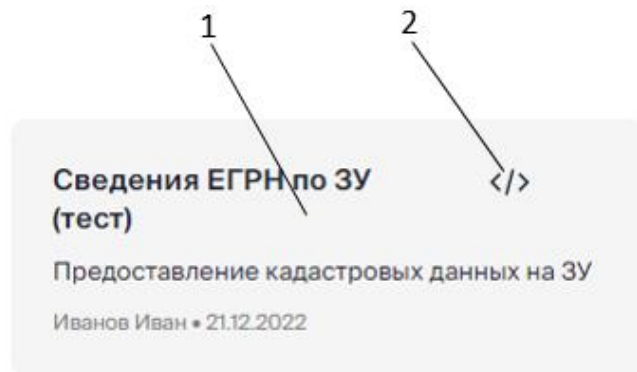 1 2
Сведения ЕГРН по ЗУ </>
(тест)
Предоставление кадастровых данных на ЗУ
Иванов Иван • 21.12.2022